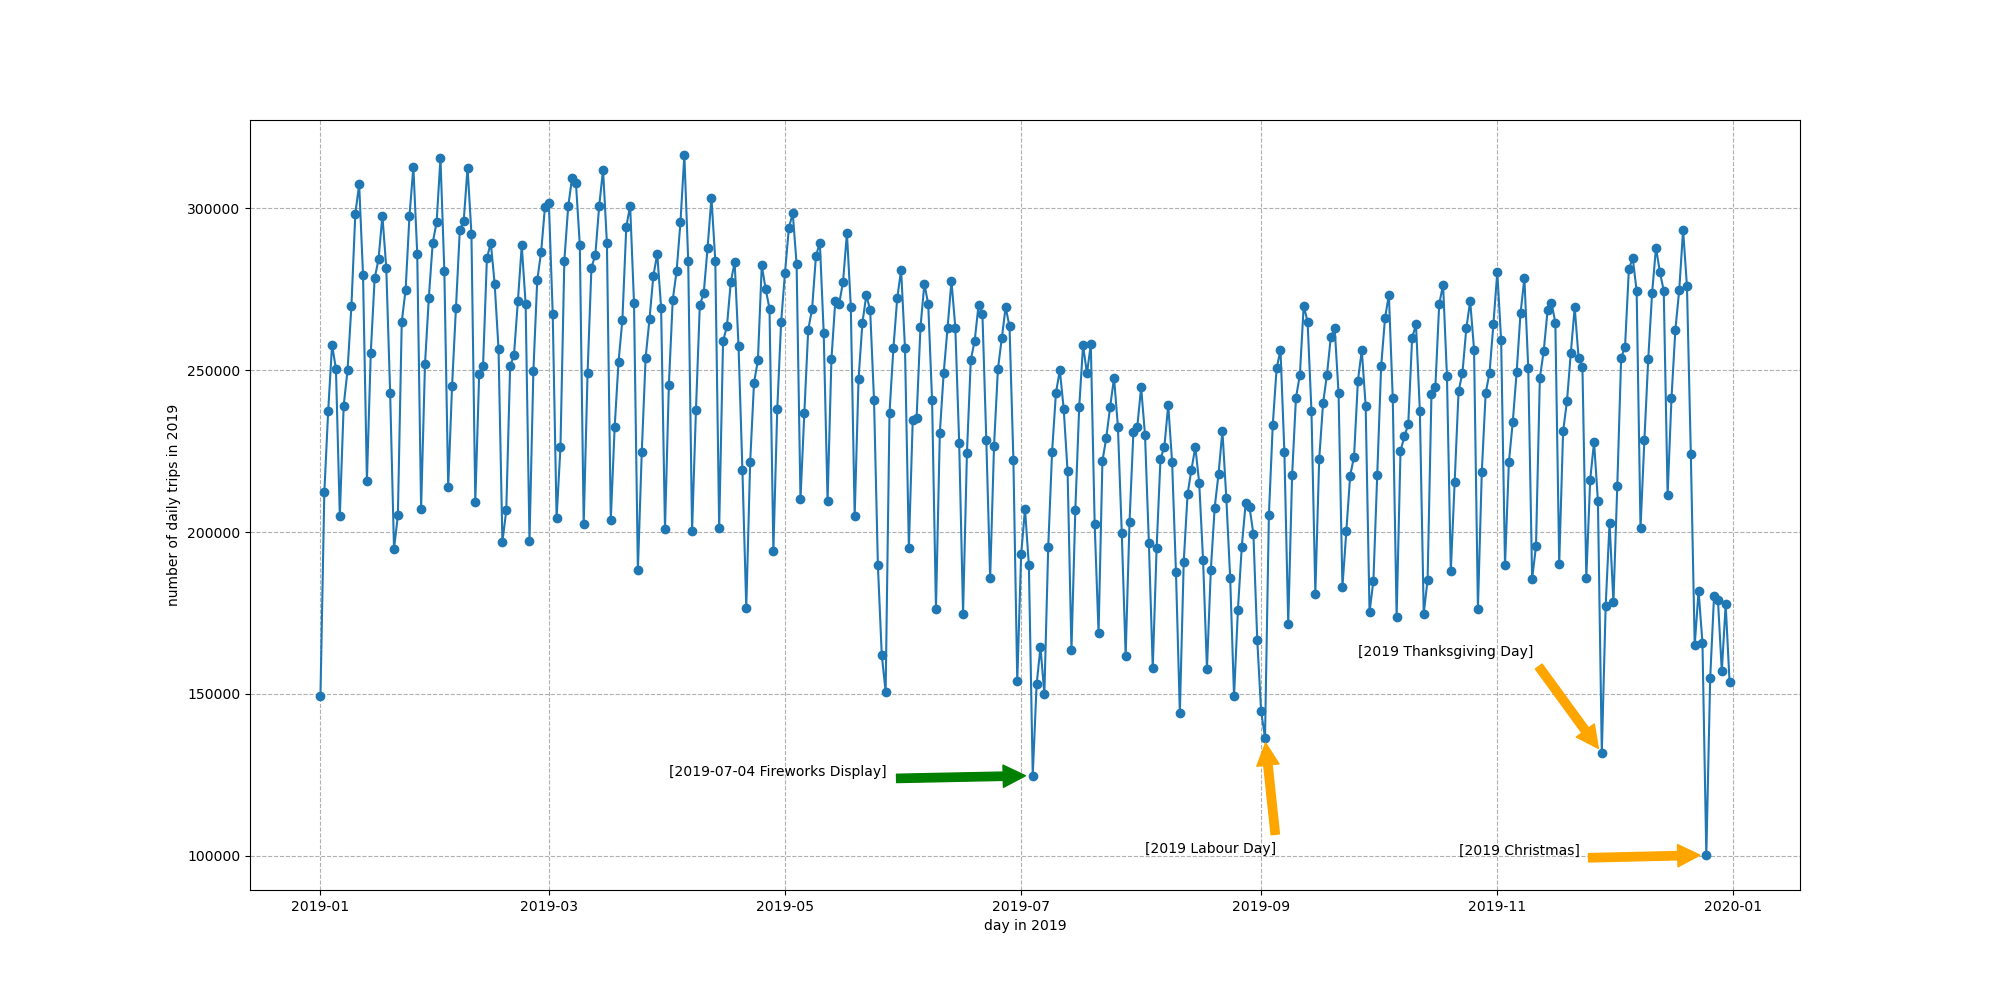 300000
250000
200000
150000
100000
number of daily trips in 2019
[2019 Thanksgiving Day]
[2019-07-04 Fireworks Display]
[2019 Labour Day]
[2019 Christmas]
2019-01 2019-03 2019-05 2019-07 2019-09 2019-11 2020-01
day in 2019